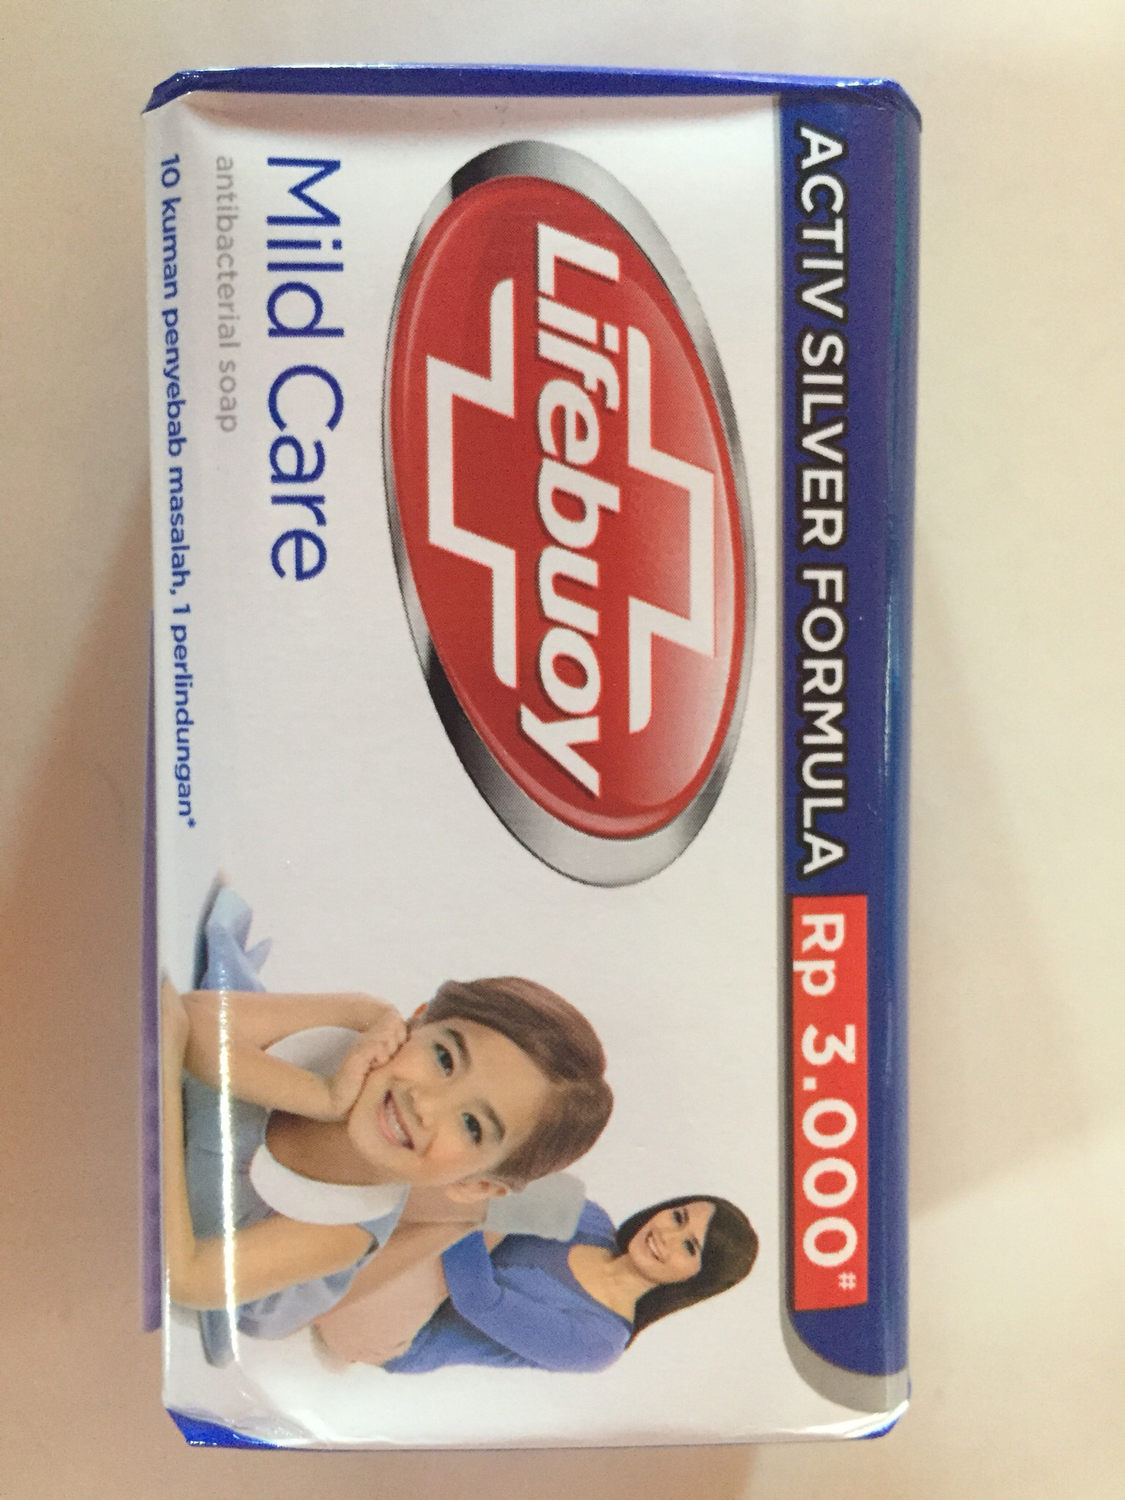 ACTIV SILVER FORMULA Rp 3.000#
Lifebuoy
Mild Care
antibacterial soap
10 kuman penyebab masalah, 1 perlindungan*